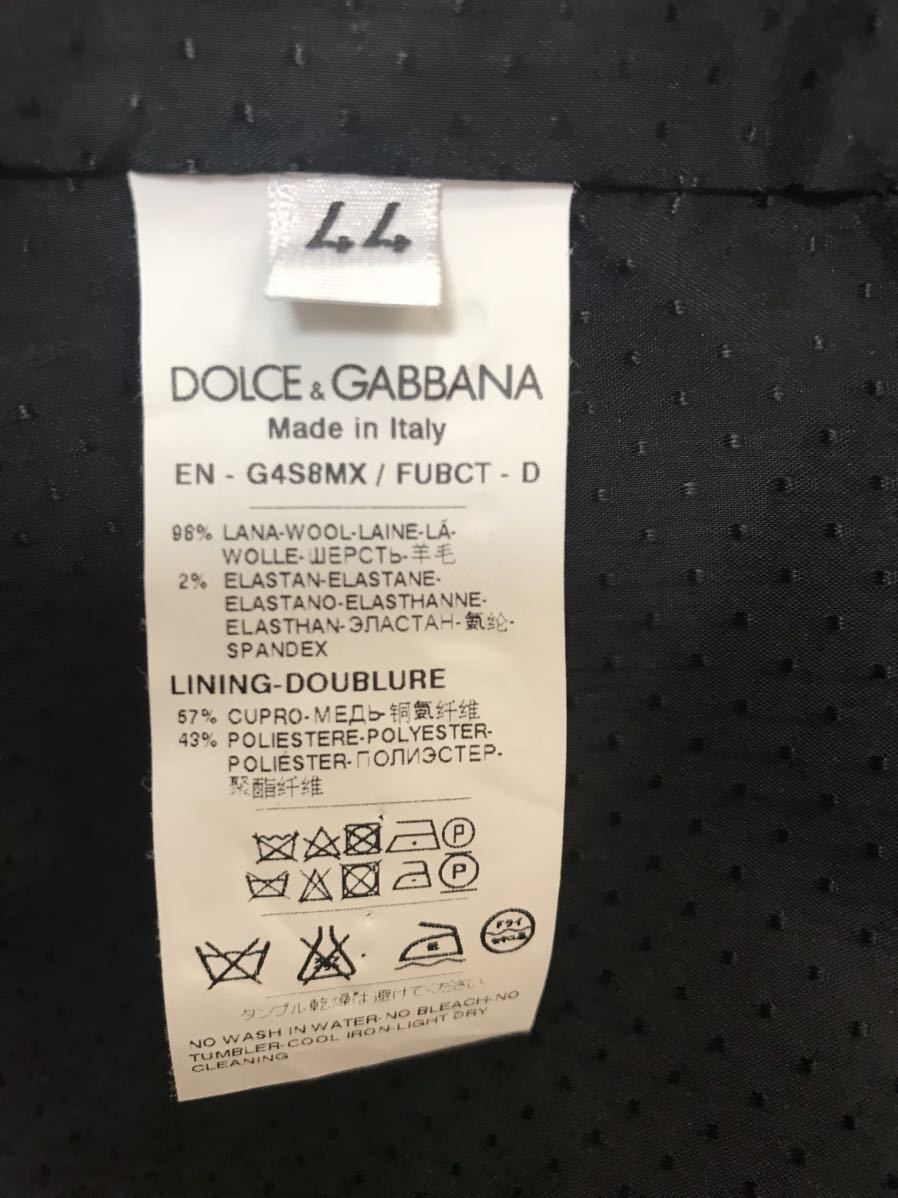 44
DOLCE & GABBANA
Made in Italy
EN - G4S8MX / FUBCT - D
98% LANA-WOOL-LAINE-LÃ-
WOLLE-ШЕРСТЬ-羊毛
2% ELASTAN-ELASTANE-
ELASTANO-ELASTHANNE-
ELASTHAN-ЭЛАСТАН-氨纶-
SPANDEX
LINING-DOUBLURE
57% CUPRO-МЕДЬ-铜氨纤维
43% POLIESTERE-POLYESTER-
POLIÉSTER-ПОЛИЭСТЕР-
聚酯纤维
P
P
ドライ
セキユ系
タンブル乾燥は避けてください
NO WASH IN WATER-NO BLEACH-NO
TUMBLER-COOL IRON-LIGHT DRY
CLEANING